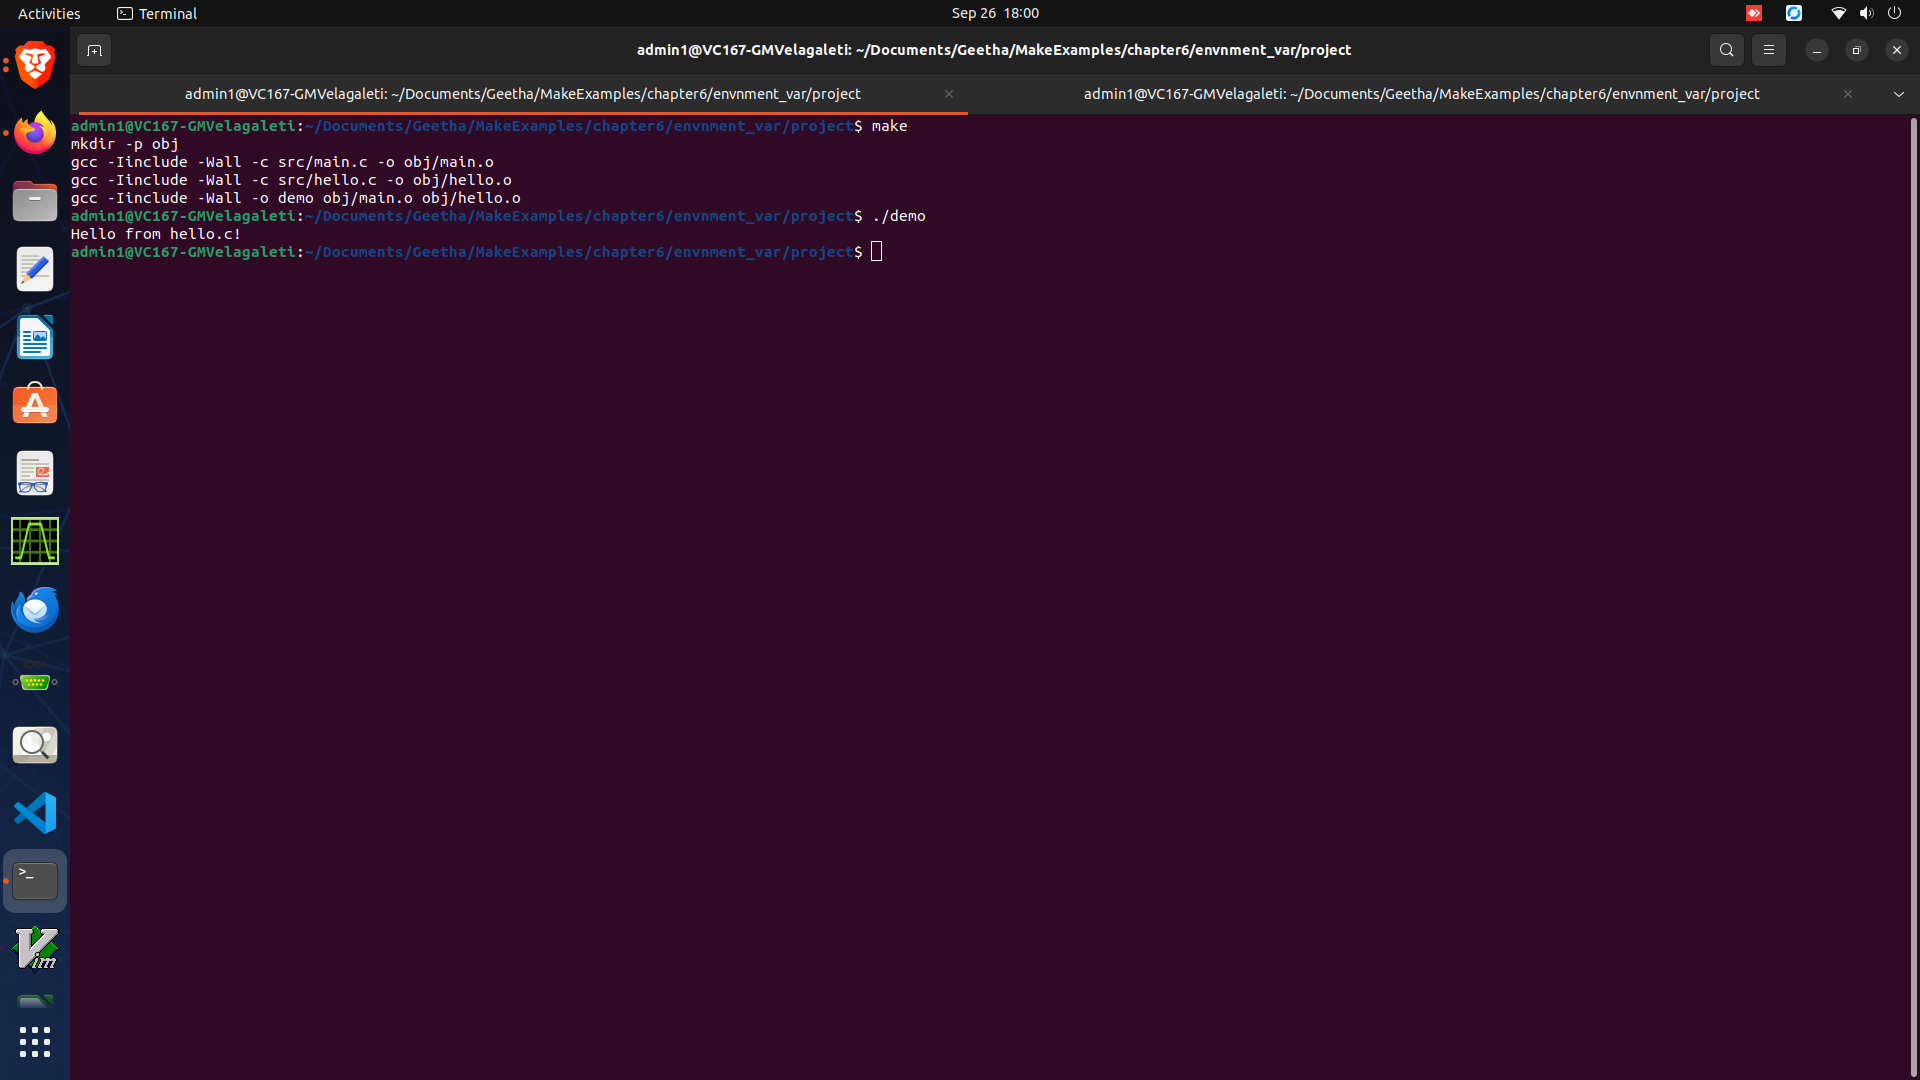 Activities Terminal Sep 26 18:00
admin1@VC167-GMVelagaleti: ~/Documents/Geetha/MakeExamples/chapter6/envnment_var/project
admin1@VC167-GMVelagaleti: ~/Documents/Geetha/MakeExamples/chapter6/envnment_var/project admin1@VC167-GMVelagaleti: ~/Documents/Geetha/MakeExamples/chapter6/envnment_var/project
admin1@VC167-GMVelagaleti:~/Documents/Geetha/MakeExamples/chapter6/envnment_var/project$ make
mkdir -p obj
gcc -Iinclude -Wall -c src/main.c -o obj/main.o
gcc -Iinclude -Wall -c src/hello.c -o obj/hello.o
gcc -Iinclude -Wall -o demo obj/main.o obj/hello.o
admin1@VC167-GMVelagaleti:~/Documents/Geetha/MakeExamples/chapter6/envnment_var/project$ ./demo
Hello from hello.c!
admin1@VC167-GMVelagaleti:~/Documents/Geetha/MakeExamples/chapter6/envnment_var/project$
>_
Vim